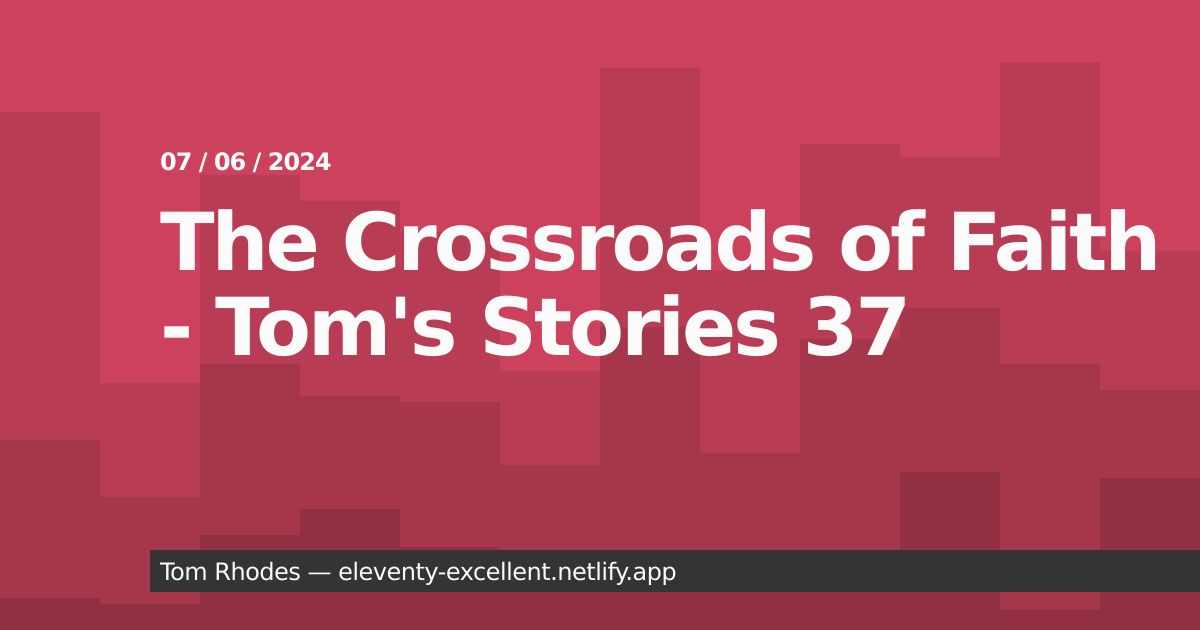 07 / 06 / 2024
The Crossroads of Faith
- Tom's Stories 37
Tom Rhodes — eleventy-excellent.netlify.app